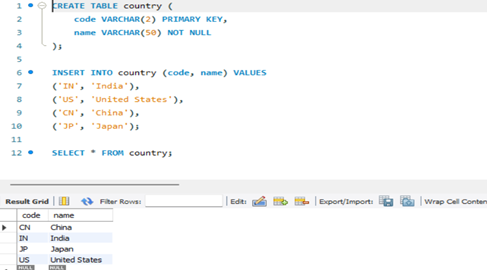 1 CREATE TABLE country (
2 code VARCHAR(2) PRIMARY KEY,
3 name VARCHAR(50) NOT NULL
4 );
5
6 INSERT INTO country (code, name) VALUES
7 ('IN', 'India'),
8 ('US', 'United States'),
9 ('CN', 'China'),
10 ('JP', 'Japan');
11
12 SELECT * FROM country;
Result Grid Filter Rows: Edit: Export/Import: Wrap Cell Conten
code name
CN China
IN India
JP Japan
US United States
NULL NULL